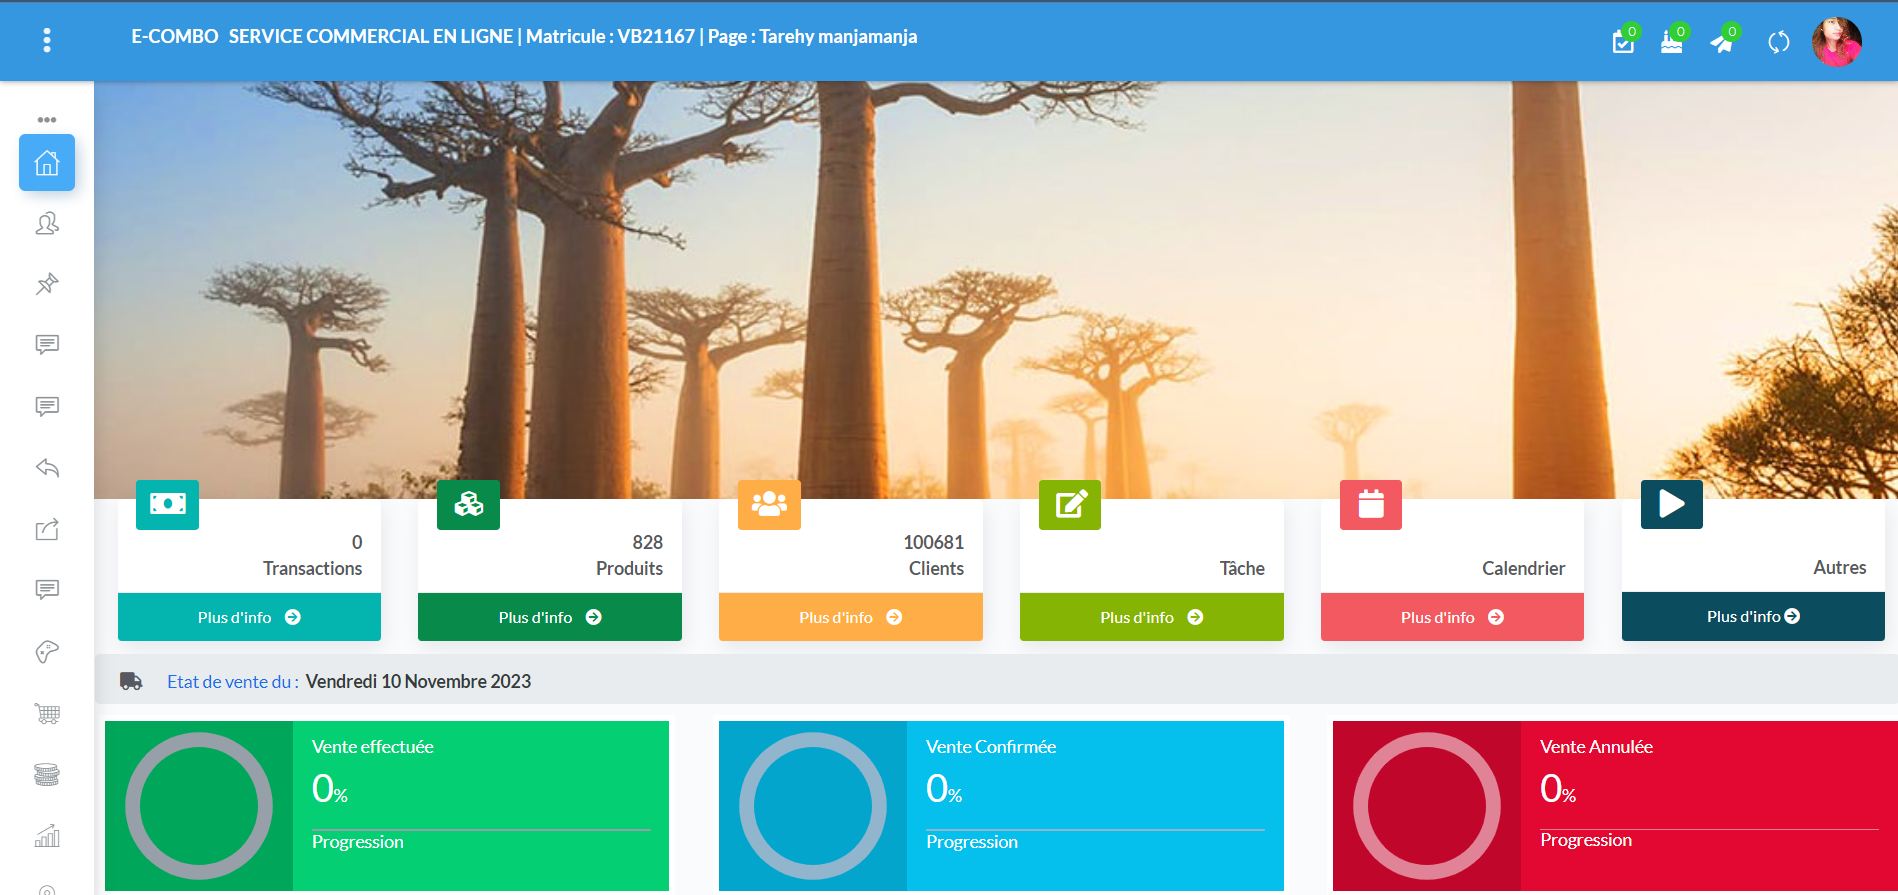 E-COMBO SERVICE COMMERCIAL EN LIGNE | Matricule : VB21167 | Page : Tarehy manjamanja
0
0
0
0
Transactions
Plus d'info
828
Produits
Plus d'info
100681
Clients
Plus d'info
Tâche
Plus d'info
Calendrier
Plus d'info
Autres
Plus d'info
Etat de vente du : Vendredi 10 Novembre 2023
Vente effectuée
0%
Progression
Vente Confirmée
0%
Progression
Vente Annulée
0%
Progression